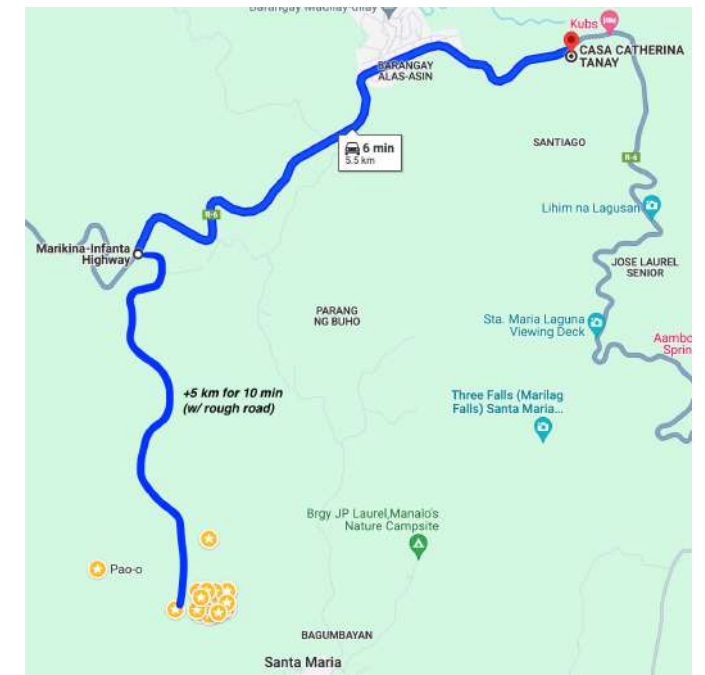 Kubs
CASA CATHERINA
TANAY
BARANGAY
ALAS-ASIN
6 min
5.5 km
SANTIAGO
R-6
Lihim na Lagusan
R-6
Marikina-Infanta
Highway
JOSE LAUREL
SENIOR
PARANG
NG BUHO
Sta. Maria Laguna
Viewing Deck
Aambo
Sprin
+5 km for 10 min
(w/ rough road)
Three Falls (Marilag
Falls) Santa Maria...
Brgy JP Laurel,Manalo's
Nature Campsite
Pao-o
BAGUMBAYAN
Santa Maria